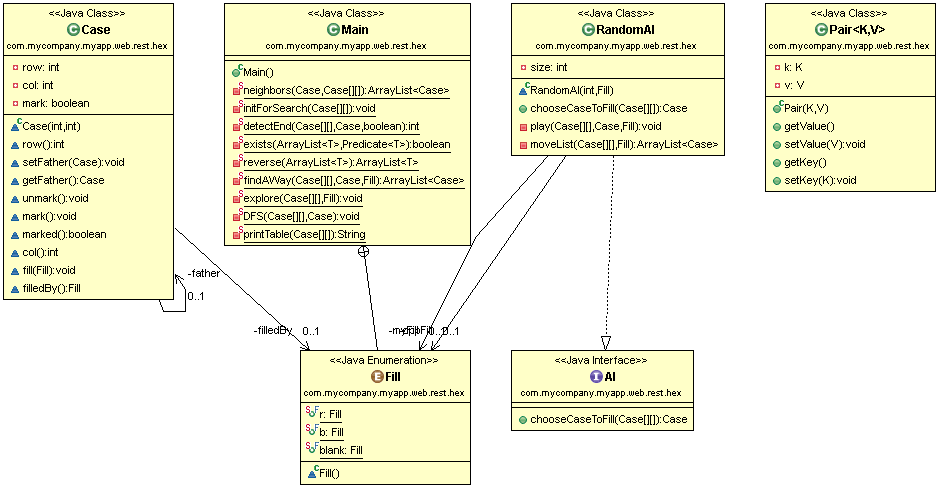 <<Java Class>>
Case
com.mycompany.myapp.web.rest.hex
row: int
col: int
mark: boolean
Case(int,int)
row():int
setFather(Case):void
getFather():Case
unmark():void
mark():void
marked():boolean
col():int
fill(Fill):void
filledBy():Fill
<<Java Class>>
Main
com.mycompany.myapp.web.rest.hex
Main()
neighbors(Case,Case[][]):ArrayList<Case>
initForSearch(Case[][]):void
detectEnd(Case[][],Case,boolean):int
exists(ArrayList<T>,Predicate<T>):boolean
reverse(ArrayList<T>):ArrayList<T>
findAWay(Case[][],Case,Fill):ArrayList<Case>
explore(Case[][],Fill):void
DFS(Case[][],Case):void
printTable(Case[][]):String
<<Java Class>>
RandomAI
com.mycompany.myapp.web.rest.hex
size: int
RandomAI(int,Fill)
chooseCaseToFill(Case[][]):Case
play(Case[][],Case,Fill):void
moveList(Case[][],Fill):ArrayList<Case>
<<Java Class>>
Pair<K,V>
com.mycompany.myapp.web.rest.hex
k: K
v: V
Pair(K,V)
getValue()
setValue(V):void
getKey()
setKey(K):void
-father
0..1
-filledBy
0..1
0..1
<<Java Enumeration>>
Fill
com.mycompany.myapp.web.rest.hex
r: Fill
b: Fill
blank: Fill
Fill()
<<Java Interface>>
AI
com.mycompany.myapp.web.rest.hex
chooseCaseToFill(Case[][]):Case